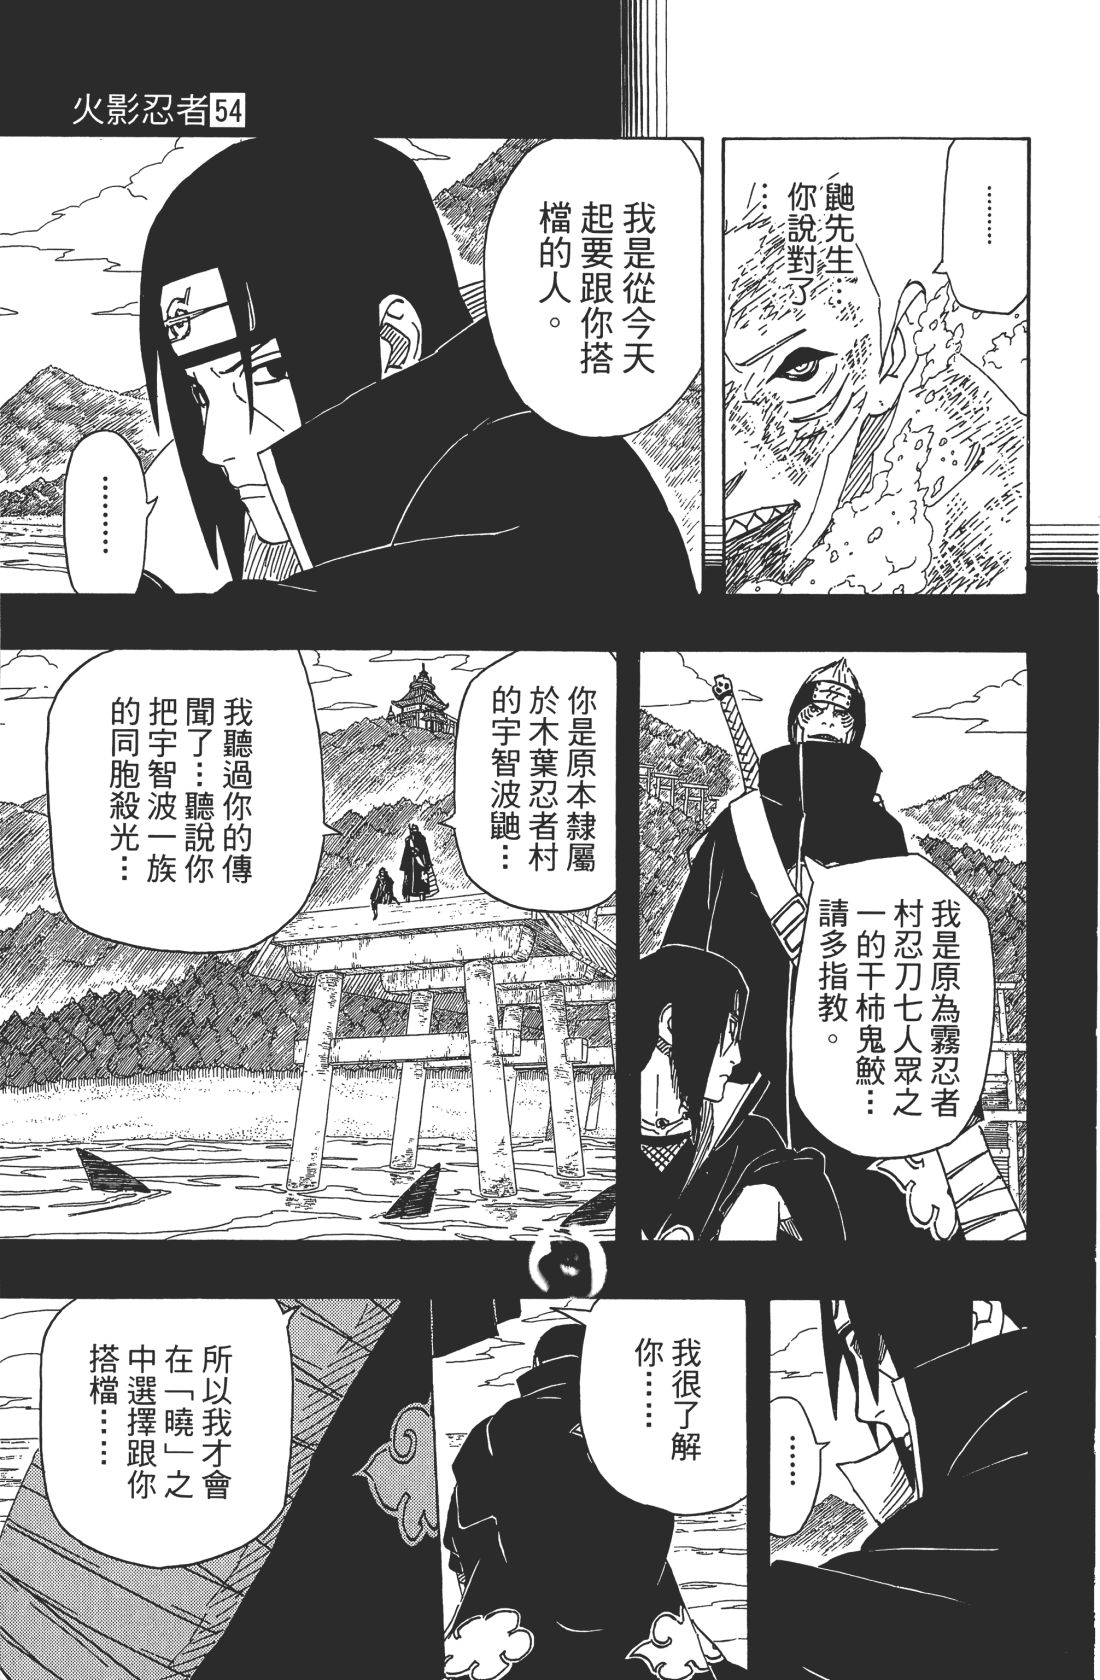 火影忍者54
………
鼬先生…
你說對了
…
我是從今天
起要跟你搭
檔的人。
………
我是原為霧忍者
村忍刀七人眾之
一的干柿鬼鮫…
請多指教。
你是原本隸屬
於木葉忍者村
的宇智波鼬…
我聽過你的傳
聞了…聽說你
把宇智波一族
的同胞殺光…
……
我很了解
你……
所以我才會
在「曉」之
中選擇跟你
搭檔……